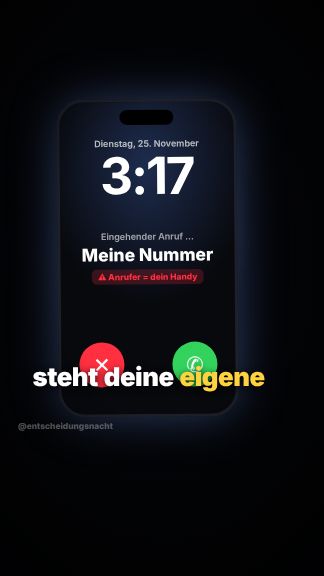 Dienstag, 25. November
3:17
Eingehender Anruf ...
Meine Nummer
⚠ Anrufer = dein Handy
steht deine eigene
@entscheidungsnacht